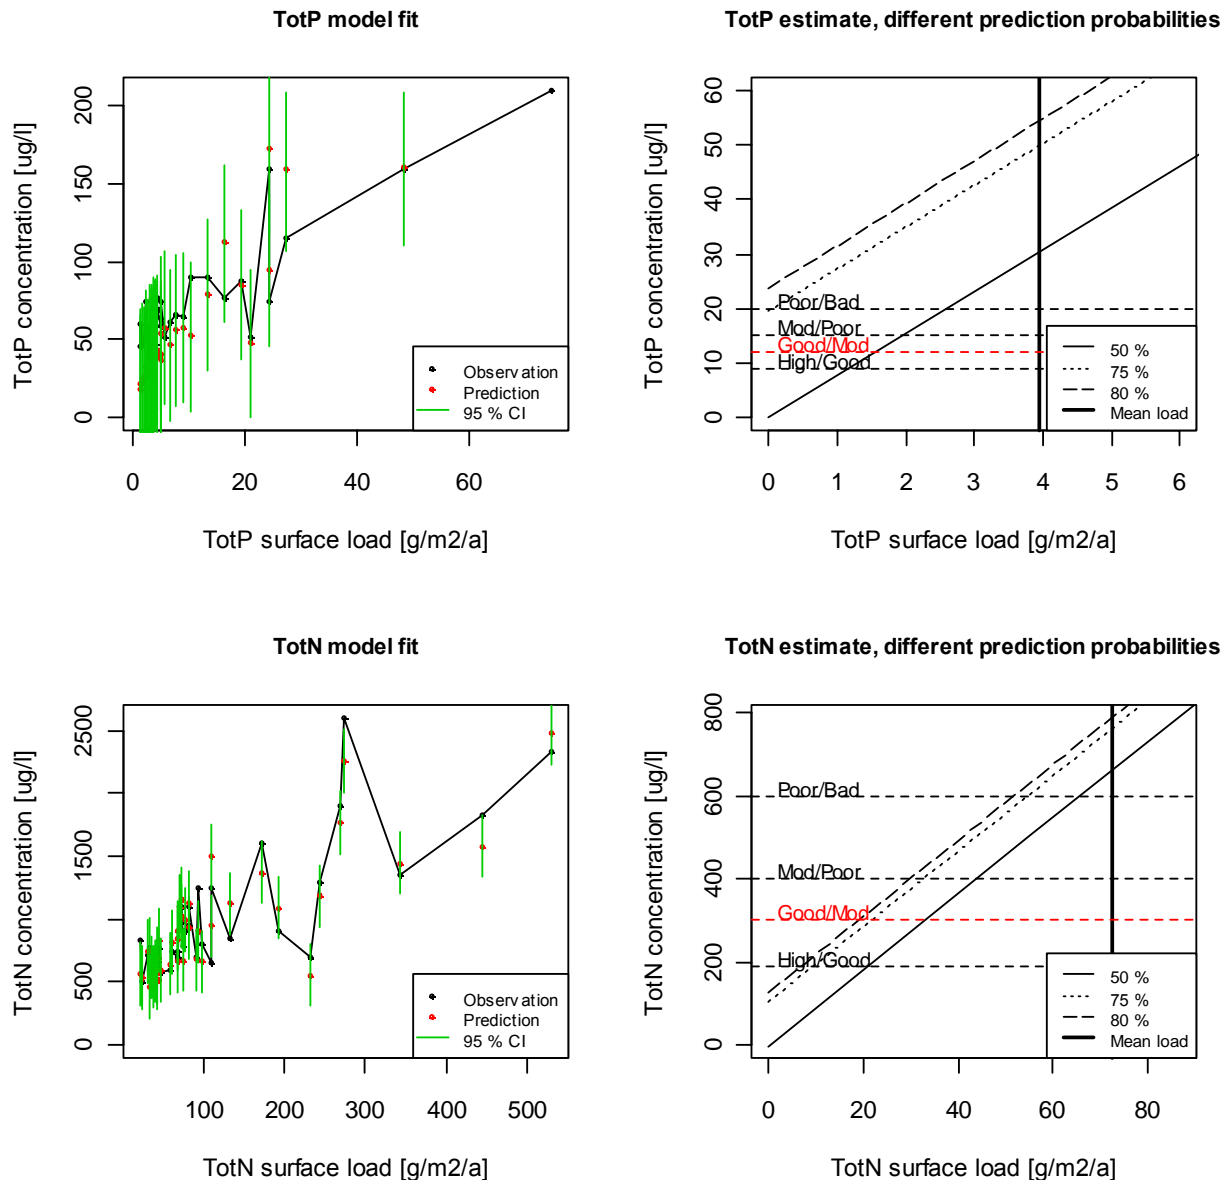 TotP model fit
TotP concentration [ug/l]
200
150
100
50
0
Observation
Prediction
95 % CI
0 20 40 60
TotP surface load [g/m2/a]
TotP estimate, different prediction probabilities
TotP concentration [ug/l]
60
50
40
30
20
10
0
Poor/Bad
Mod/Poor
Good/Mod
High/Good
50 %
75 %
80 %
Mean load
0 1 2 3 4 5 6
TotP surface load [g/m2/a]
TotN model fit
TotN concentration [ug/l]
2500
1500
500
0
Observation
Prediction
95 % CI
100 200 300 400 500
TotN surface load [g/m2/a]
TotN estimate, different prediction probabilities
TotN concentration [ug/l]
800
600
400
200
0
Poor/Bad
Mod/Poor
Good/Mod
High/Good
50 %
75 %
80 %
Mean load
0 20 40 60 80
TotN surface load [g/m2/a]